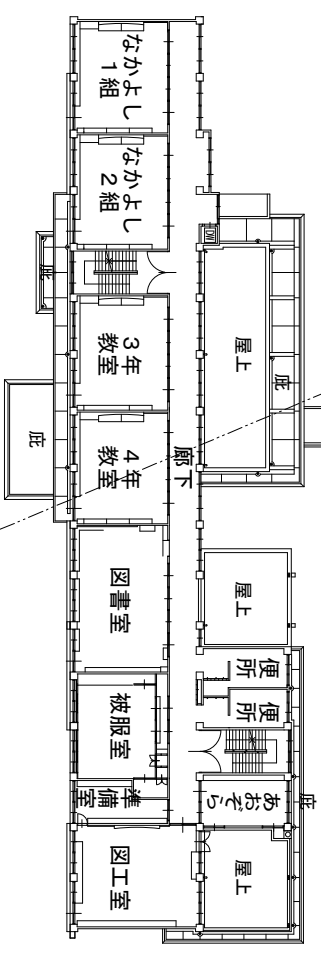 なかよし
1組
なかよし
2組
DW
屋上
庇
庇
3年
教室
庇
4年
教室
廊下
図書室
屋上
便所
便所
被服室
準備室
あおぞら
庇
図工室
屋上